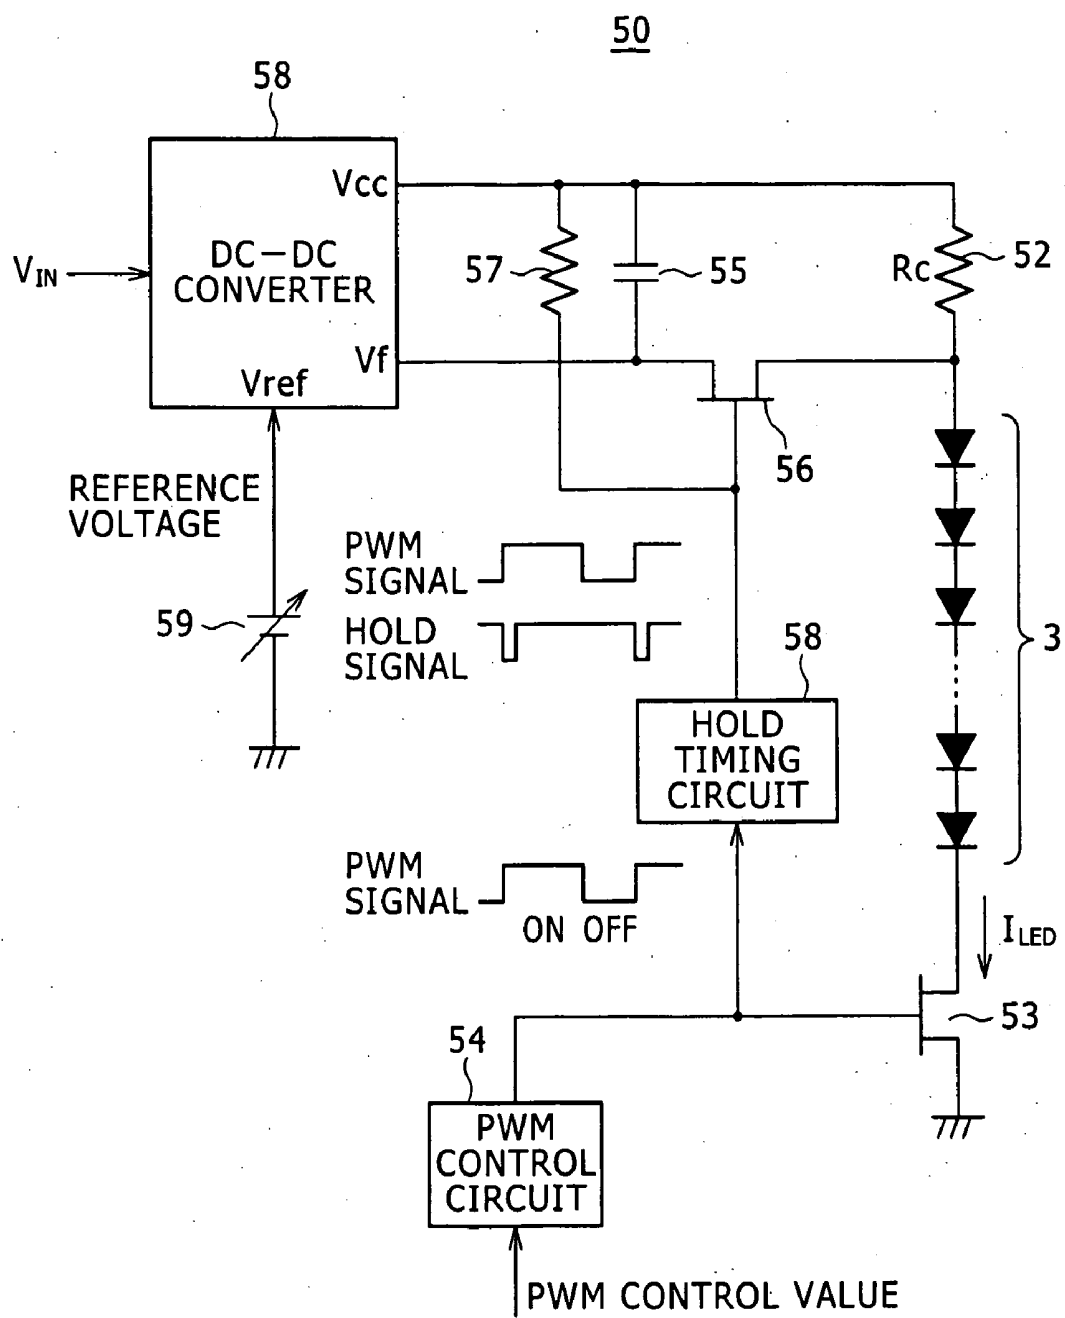 50
58
Vcc
DC-DC
CONVERTER
VIN
Vf
Vref
57
55
Rc
52
56
REFERENCE
VOLTAGE
59
PWM
SIGNAL
HOLD
SIGNAL
58
HOLD
TIMING
CIRCUIT
3
PWM
SIGNAL
ON OFF
ILED
53
54
PWM
CONTROL
CIRCUIT
PWM CONTROL VALUE